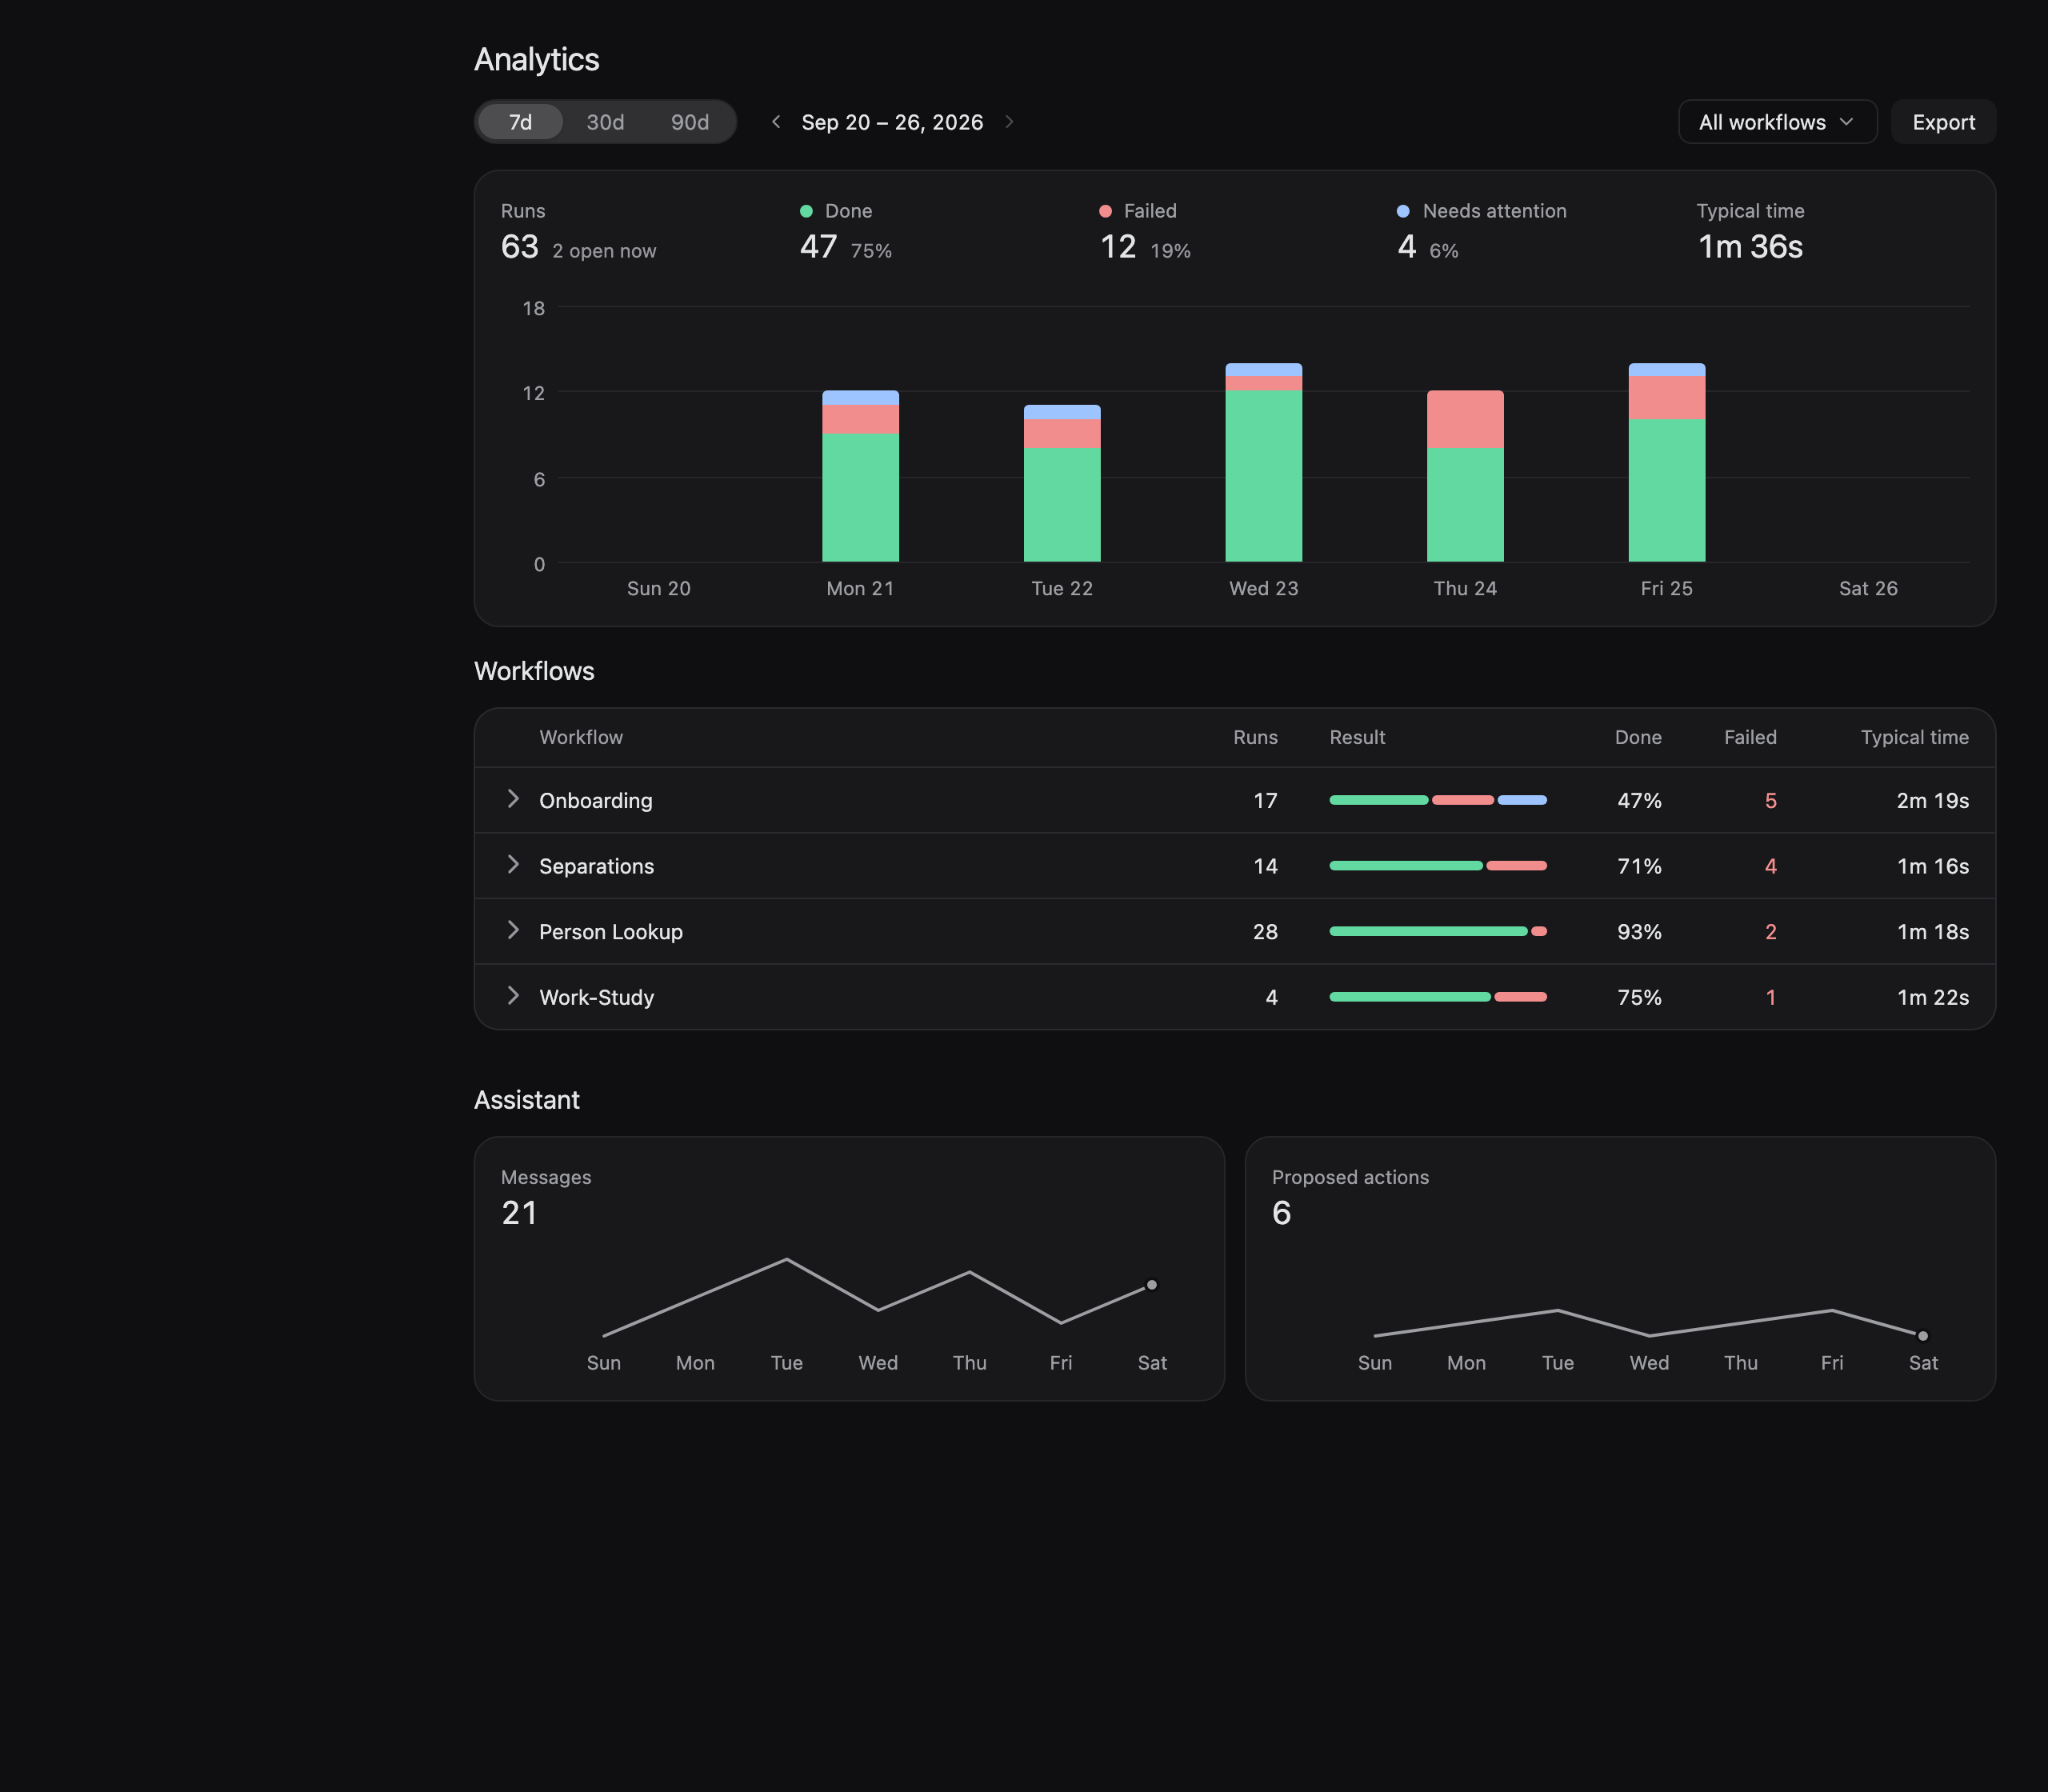 Analytics
7d 30d 90d Sep 20 – 26, 2026 All workflows Export
Runs Done Failed Needs attention Typical time
63 2 open now 47 75% 12 19% 4 6% 1m 36s
18
12
6
0
Sun 20 Mon 21 Tue 22 Wed 23 Thu 24 Fri 25 Sat 26
Workflows
Workflow Runs Result Done Failed Typical time
Onboarding 17 47% 5 2m 19s
Separations 14 71% 4 1m 16s
Person Lookup 28 93% 2 1m 18s
Work-Study 4 75% 1 1m 22s
Assistant
Messages
21
Sun Mon Tue Wed Thu Fri Sat
Proposed actions
6
Sun Mon Tue Wed Thu Fri Sat